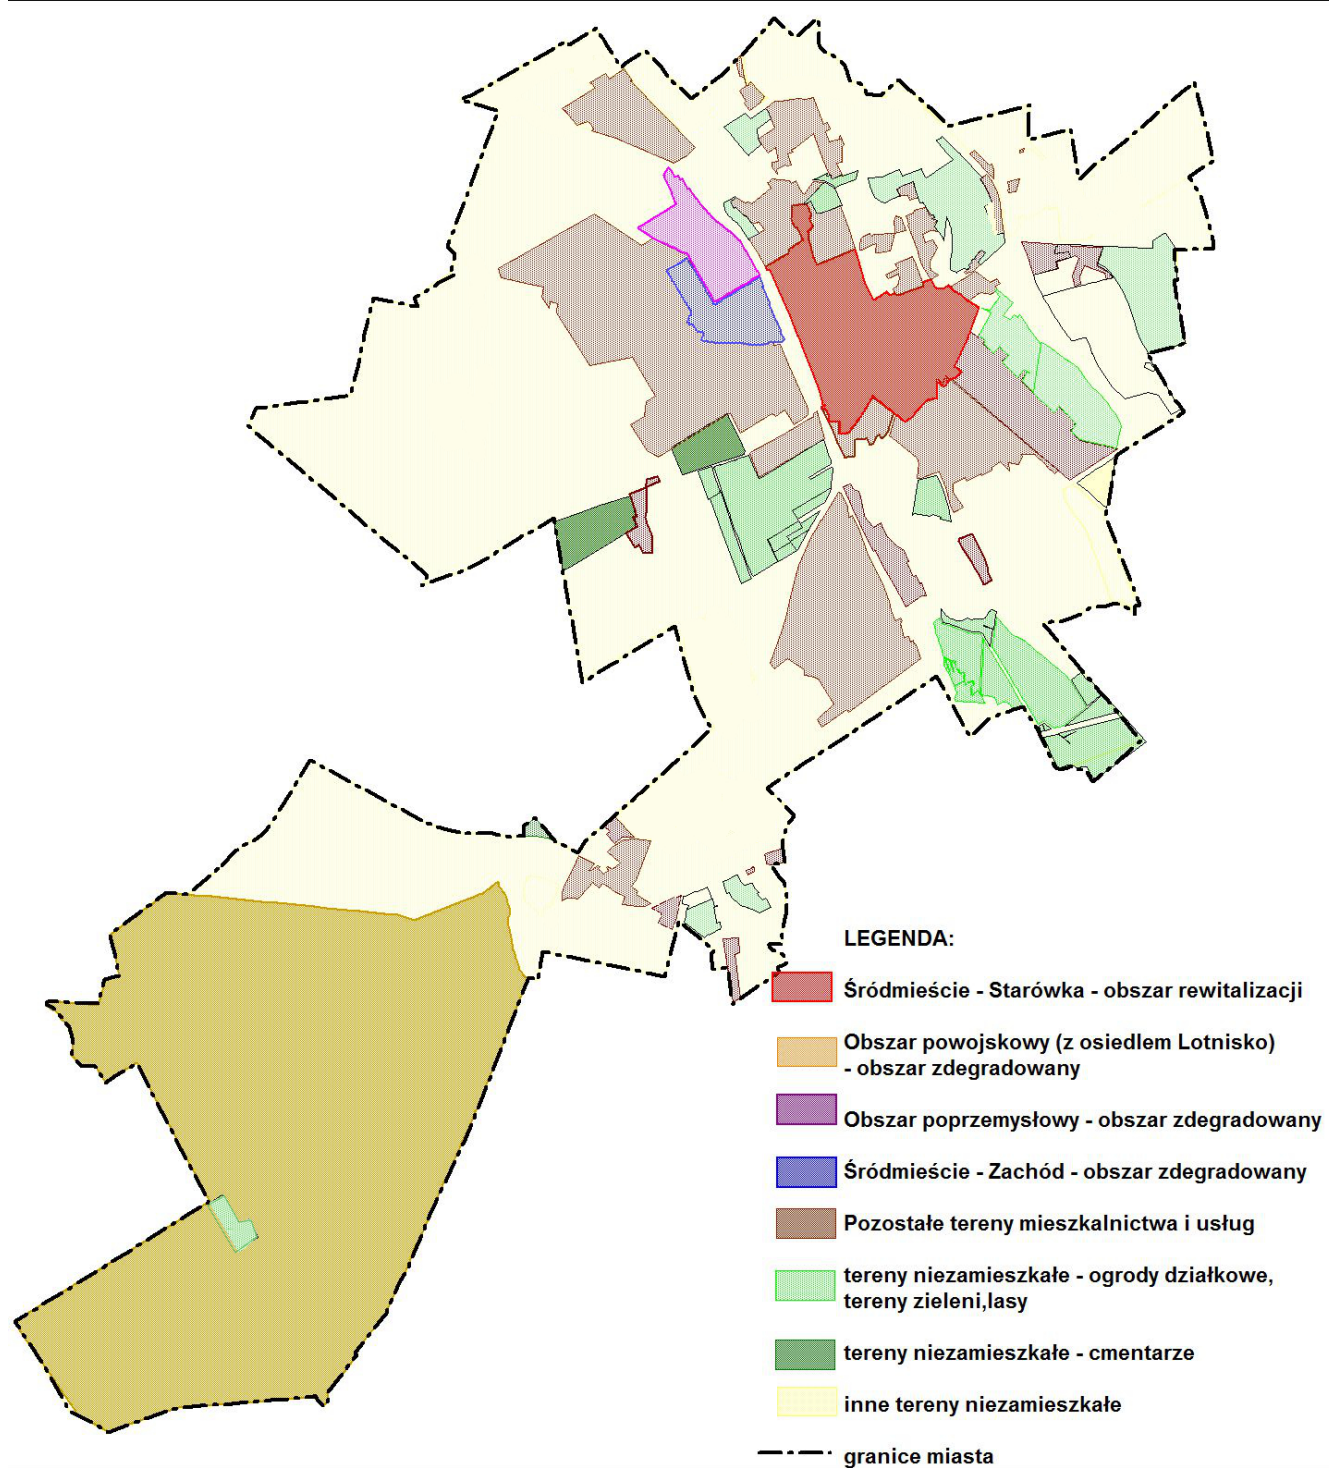 LEGENDA:
Śródmieście - Starówka - obszar rewitalizacji
Obszar powojskowy (z osiedlem Lotnisko)
- obszar zdegradowany
Obszar poprzemysłowy - obszar zdegradowany
Śródmieście - Zachód - obszar zdegradowany
Pozostałe tereny mieszkalnictwa i usług
tereny niezamieszkałe - ogrody działkowe,
tereny zieleni,lasy
tereny niezamieszkałe - cmentarze
inne tereny niezamieszkałe
granice miasta